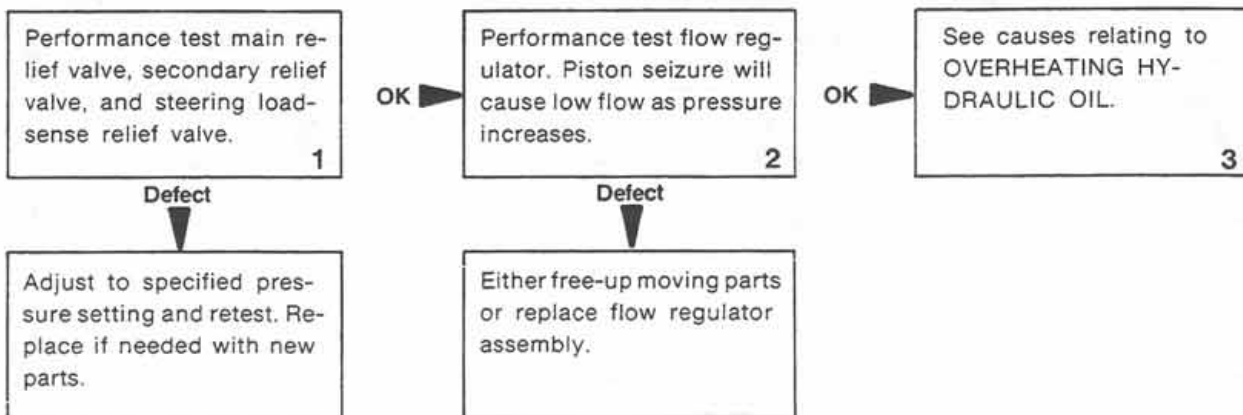 Performance test main re-
lief valve, secondary relief
valve, and steering load-
sense relief valve.
1
OK
Performance test flow reg-
ulator. Piston seizure will
cause low flow as pressure
increases.
2
OK
See causes relating to
OVERHEATING HY-
DRAULIC OIL.
3
Defect
Defect
Adjust to specified pres-
sure setting and retest. Re-
place if needed with new
parts.
Either free-up moving parts
or replace flow regulator
assembly.